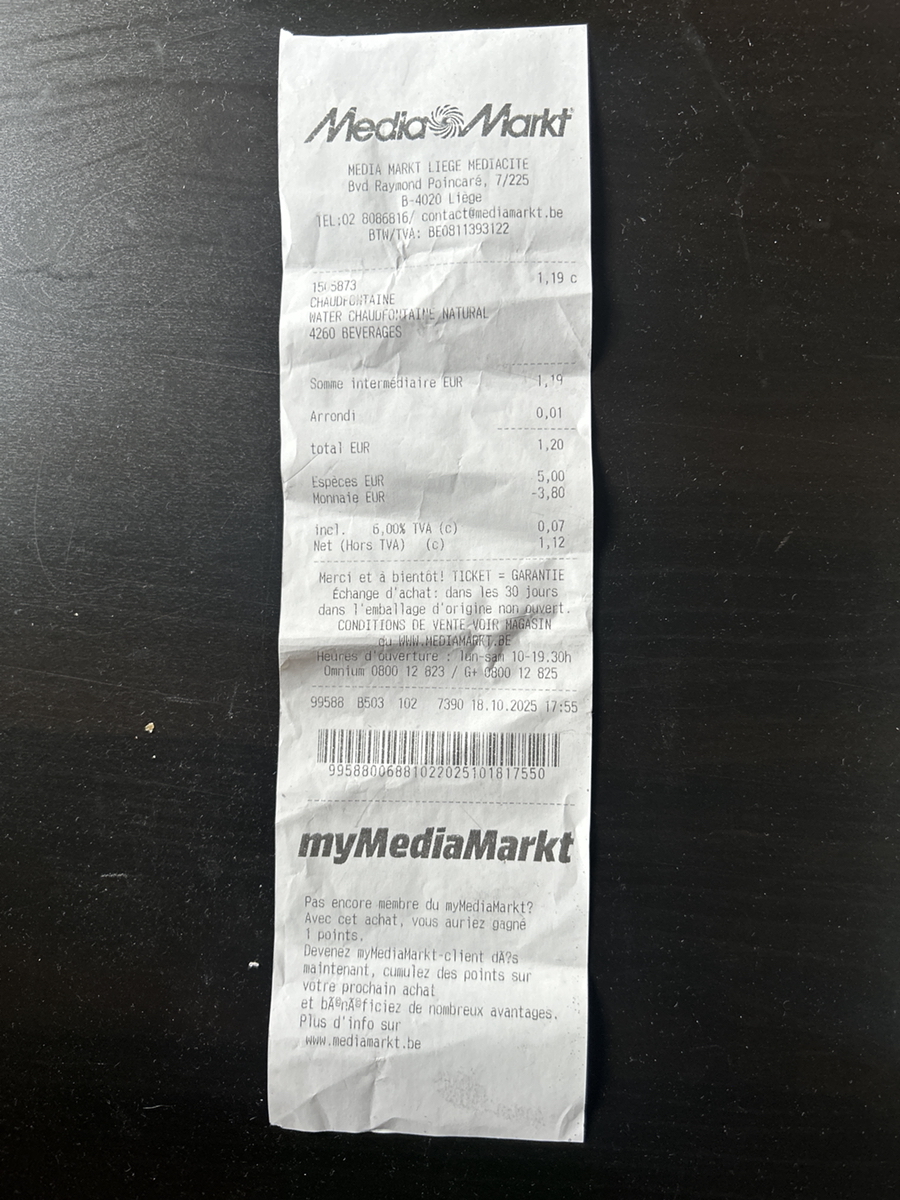 Media Markt
MEDIA MARKT LIEGE MEDIACITE
Bvd Raymond Poincaré, 7/225
B-4020 Liège
TEL:02 8086816/ contact@mediamarkt.be
BTW/TVA: BE0811393122
1,19 c
CHAUDFONTAINE
WATER CHAUDFONTAINE NATURAL
4260 BEVERAGES
Somme intermédiaire EUR 1,19
Arrondi 0,01
total EUR 1,20
Espèces EUR 5,00
Monnaie EUR -3,80
incl. 6,00% TVA (c) 0,07
Net (Hors TVA) (c) 1,12
Merci et à bientôt! TICKET = GARANTIE
Échange d'achat: dans les 30 jours
dans l'emballage d'origine non ouvert.
CONDITIONS DE VENTE VOIR MAGASIN
ou WWW.MEDIAMARKT.BE
Heures d'ouverture : lun-sam 10-19.30h
Omnium 0800 12 823 / G+ 0800 12 825
99588 B503 102 7390 18.10.2025 17:55
9958800688102202510181755​0
myMediaMarkt
Pas encore membre du myMediaMarkt?
Avec cet achat, vous auriez gagné
1 points.
Devenez myMediaMarkt-client dÃ?s
maintenant, cumulez des points sur
votre prochain achat
et bÃ©nÃ©ficiez de nombreux avantages.
Plus d'info sur
www.mediamarkt.be